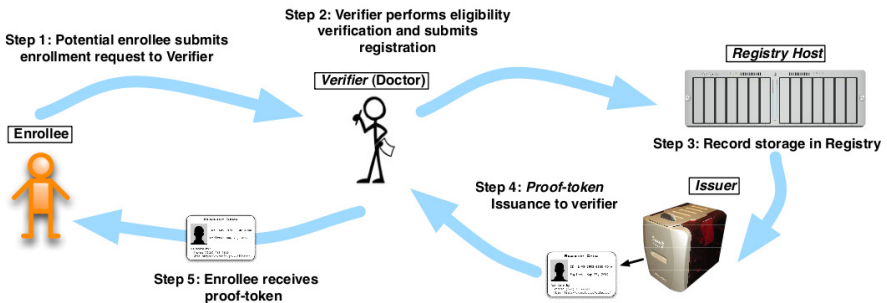 Step 1: Potential enrollee submits
enrollment request to Verifier
Step 2: Verifier performs eligibility
verification and submits
registration
Verifier (Doctor)
Registry Host
Enrollee
Step 3: Record storage in Registry
Step 4: Proof-token
Issuance to verifier
Issuer
Step 5: Enrollee receives
proof-token